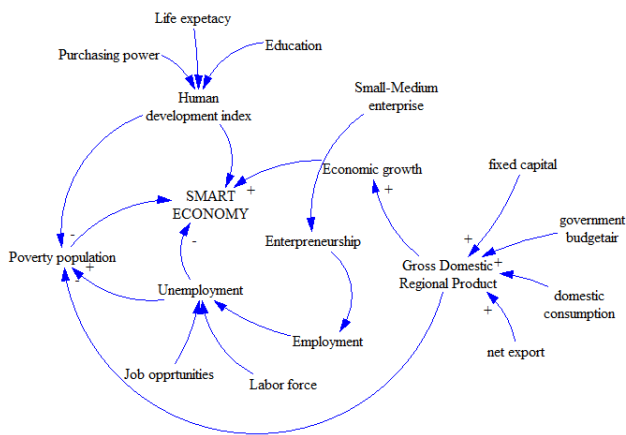 Life expetacy
Purchasing power
Education
Human
development index
Small-Medium
enterprise
Economic growth
+
+
fixed capital
SMART
ECONOMY
-
-
government
budgetair
Poverty population
+
-
Enterpreneurship
+
+
Gross Domestic
Regional Product
+
domestic
consumption
Unemployment
Employment
net export
Job opprtunities
Labor force